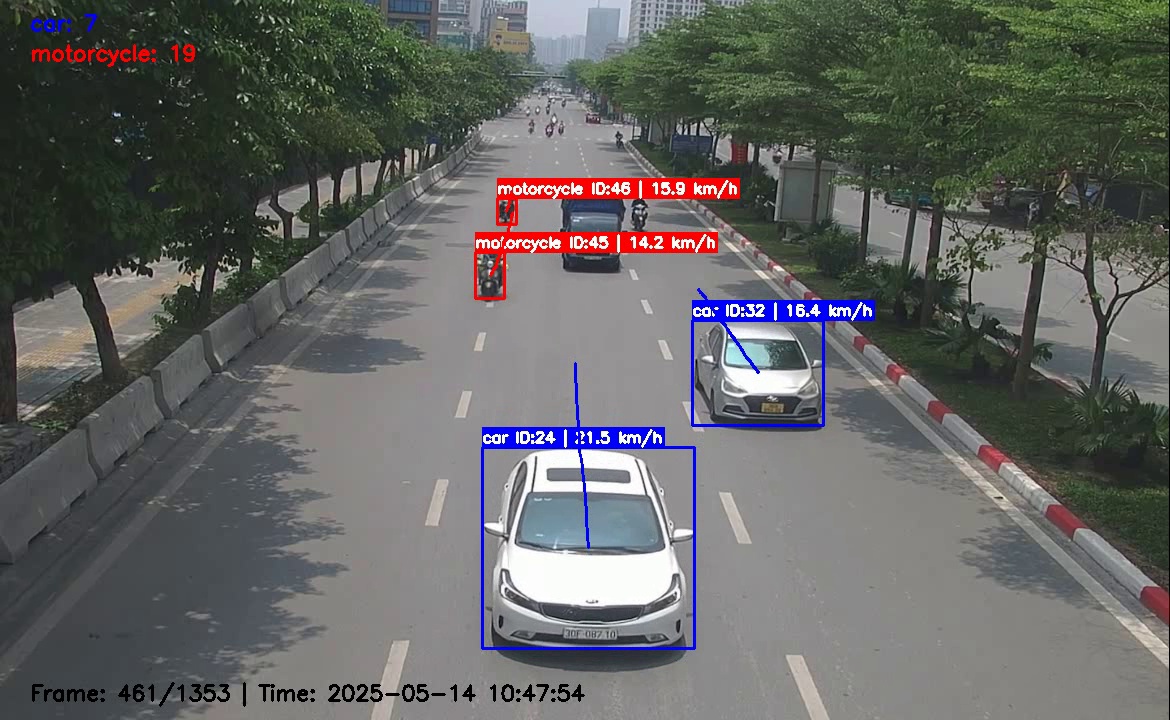 car: 7
motorcycle: 19
motorcycle ID:46 | 15.9 km/h
motorcycle ID:45 | 14.2 km/h
car ID:32 | 16.4 km/h
car ID:24 | 21.5 km/h
30F-087.10
Frame: 461/1353 | Time: 2025-05-14 10:47:54